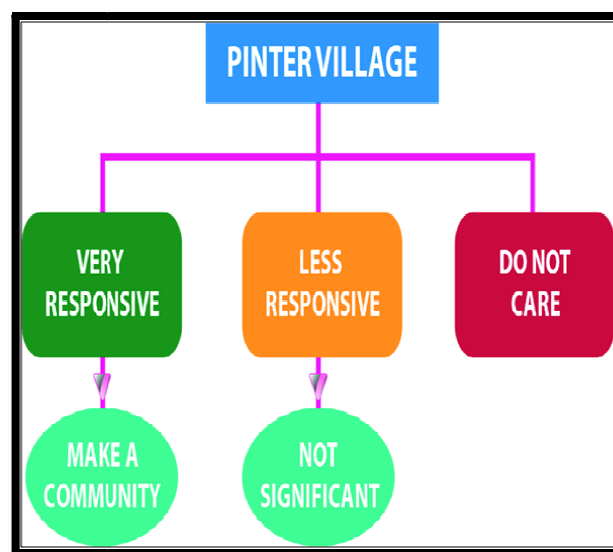 PINTER VILLAGE
VERY
RESPONSIVE
LESS
RESPONSIVE
DO NOT
CARE
MAKE A
COMMUNITY
NOT
SIGNIFICANT